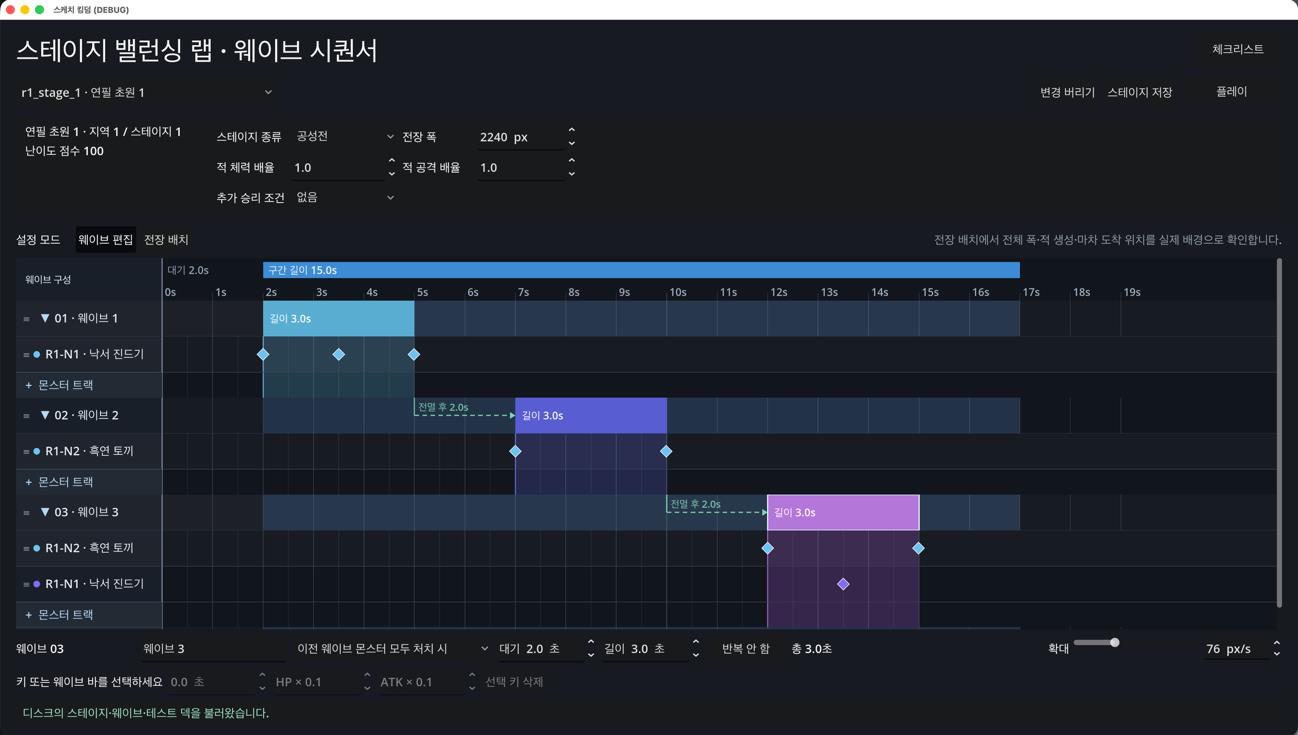 스케치 킹덤 (DEBUG)
스테이지 밸런싱 랩 · 웨이브 시퀀서
체크리스트
r1_stage_1 · 연필 초원 1
변경 버리기 스테이지 저장 플레이
연필 초원 1 · 지역 1 / 스테이지 1
난이도 점수 100
스테이지 종류 공성전 전장 폭 2240 px
적 체력 배율 1.0 적 공격 배율 1.0
추가 승리 조건 없음
설정 모드 웨이브 편집 전장 배치
전장 배치에서 전체 폭·적 생성·마차 도착 위치를 실제 배경으로 확인합니다.
웨이브 구성
대기 2.0s 구간 길이 15.0s
0s 1s 2s 3s 4s 5s 6s 7s 8s 9s 10s 11s 12s 13s 14s 15s 16s 17s 18s 19s
= ▼ 01 · 웨이브 1 길이 3.0s
= ● R1-N1 · 낙서 진드기
+ 몬스터 트랙
= ▼ 02 · 웨이브 2 전멸 후 2.0s 길이 3.0s
= ● R1-N2 · 흑연 토끼
+ 몬스터 트랙
= ▼ 03 · 웨이브 3 전멸 후 2.0s 길이 3.0s
= ● R1-N2 · 흑연 토끼
= ● R1-N1 · 낙서 진드기
+ 몬스터 트랙
웨이브 03 웨이브 3 이전 웨이브 몬스터 모두 처치 시 대기 2.0 초 길이 3.0 초 반복 안 함 총 3.0초 확대 76 px/s
키 또는 웨이브 바를 선택하세요 0.0 초 HP × 0.1 ATK × 0.1 선택 키 삭제
디스크의 스테이지·웨이브·테스트 덱을 불러왔습니다.